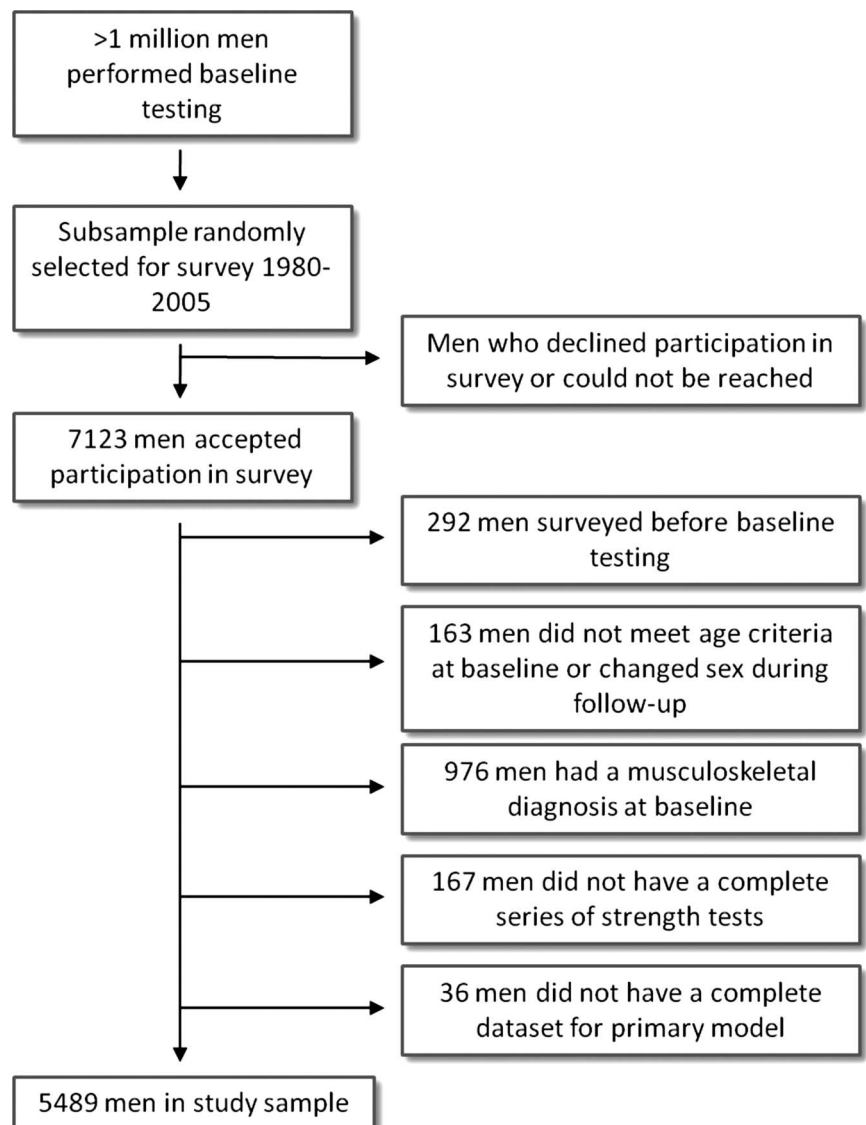 >1 million men
performed baseline
testing
Subsample randomly
selected for survey 1980-
2005
Men who declined participation in
survey or could not be reached
7123 men accepted
participation in survey
292 men surveyed before baseline
testing
163 men did not meet age criteria
at baseline or changed sex during
follow-up
976 men had a musculoskeletal
diagnosis at baseline
167 men did not have a complete
series of strength tests
36 men did not have a complete
dataset for primary model
5489 men in study sample